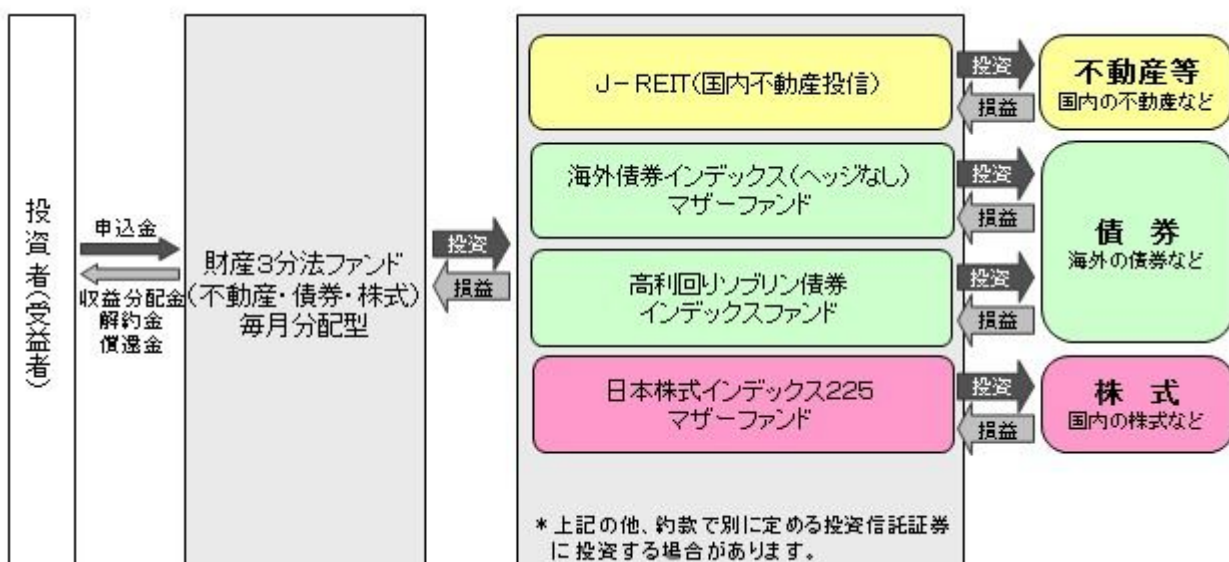 投資者(受益者)
申込金
収益分配金
解約金
償還金
財産3分法ファンド
(不動産・債券・株式)
毎月分配型
投資
損益
J-REIT(国内不動産投信)
投資
損益
不動産等
国内の不動産など
海外債券インデックス(ヘッジなし)
マザーファンド
投資
損益
高利回りソブリン債券
インデックスファンド
投資
損益
債 券
海外の債券など
日本株式インデックス225
マザーファンド
投資
損益
株 式
国内の株式など
*上記の他、約款で別に定める投資信託証券
に投資する場合があります。